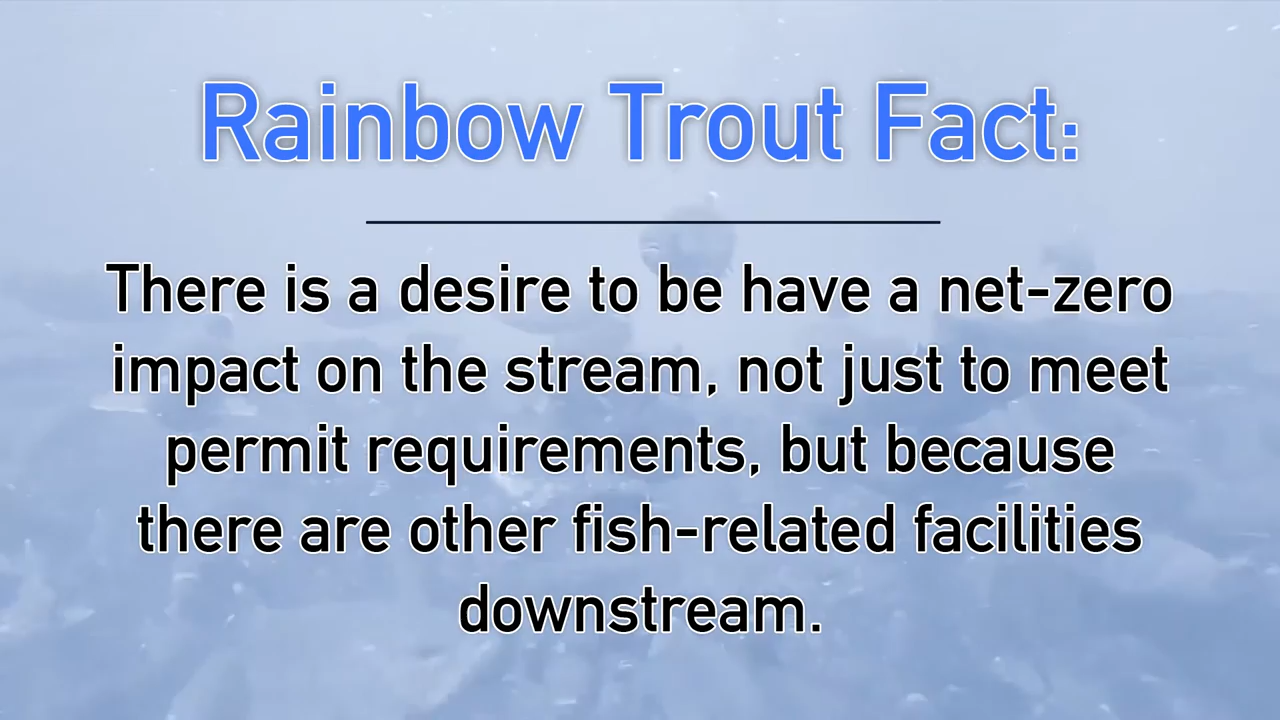 Rainbow Trout Fact:
There is a desire to be have a net-zero
impact on the stream, not just to meet
permit requirements, but because
there are other fish-related facilities
downstream.